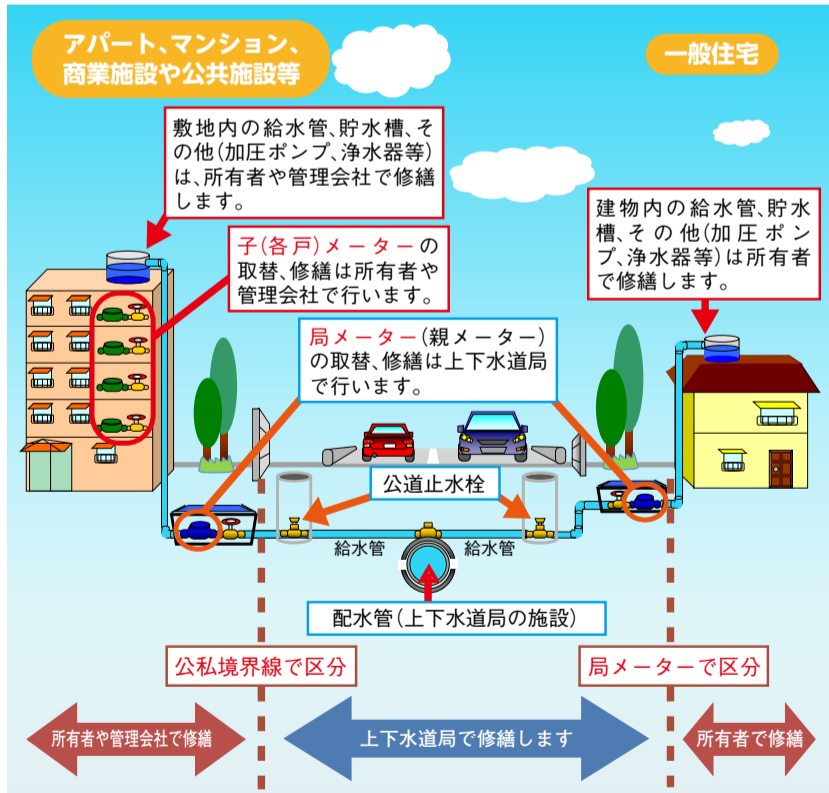 アパート、マンション、
商業施設や公共施設等
一般住宅
敷地内の給水管、貯水槽、そ
の他(加圧ポンプ、浄水器等)
は、所有者や管理会社で修繕
します。
子(各戸)メーターの
取替、修繕は所有者や
管理会社で行います。
建物内の給水管、貯水
槽、その他(加圧ポン
プ、浄水器等)は所有者
で修繕します。
局メーター(親メーター)
の取替、修繕は上下水道局
で行います。
公道止水栓
給水管
給水管
配水管(上下水道局の施設)
公私境界線で区分
局メーターで区分
所有者や管理会社で修繕
上下水道局で修繕します
所有者で修繕